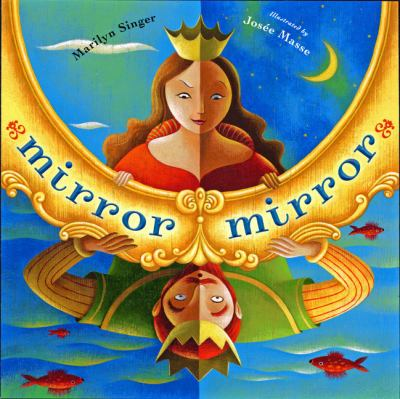 Marilyn Singer
Illustrated by
Josée Masse
mirror mirror